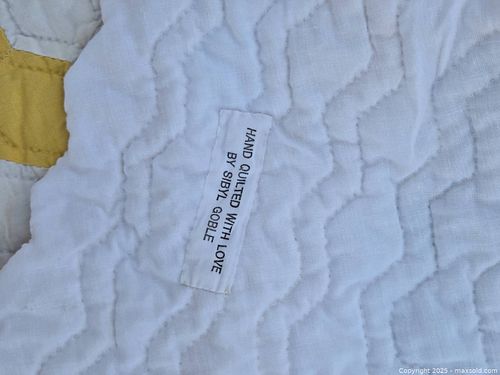 HAND QUILTED WITH LOVE
BY SIBYL GOBLE
Copyright 2025 - maxsold.com